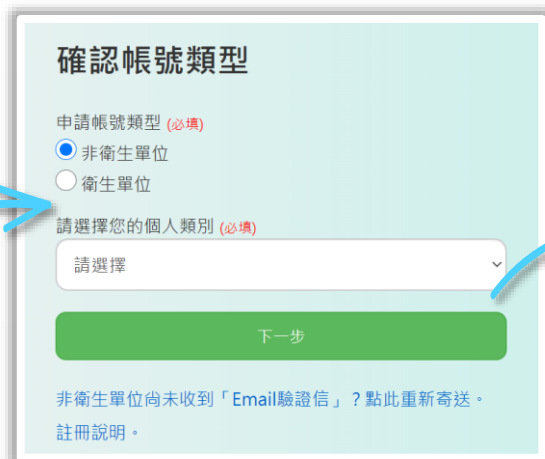 確認帳號類型
申請帳號類型 (必填)
非衛生單位
衛生單位
請選擇您的個人類別 (必填)
請選擇
下一步
非衛生單位尚未收到「Email驗證信」？點此重新寄送。
註冊說明。